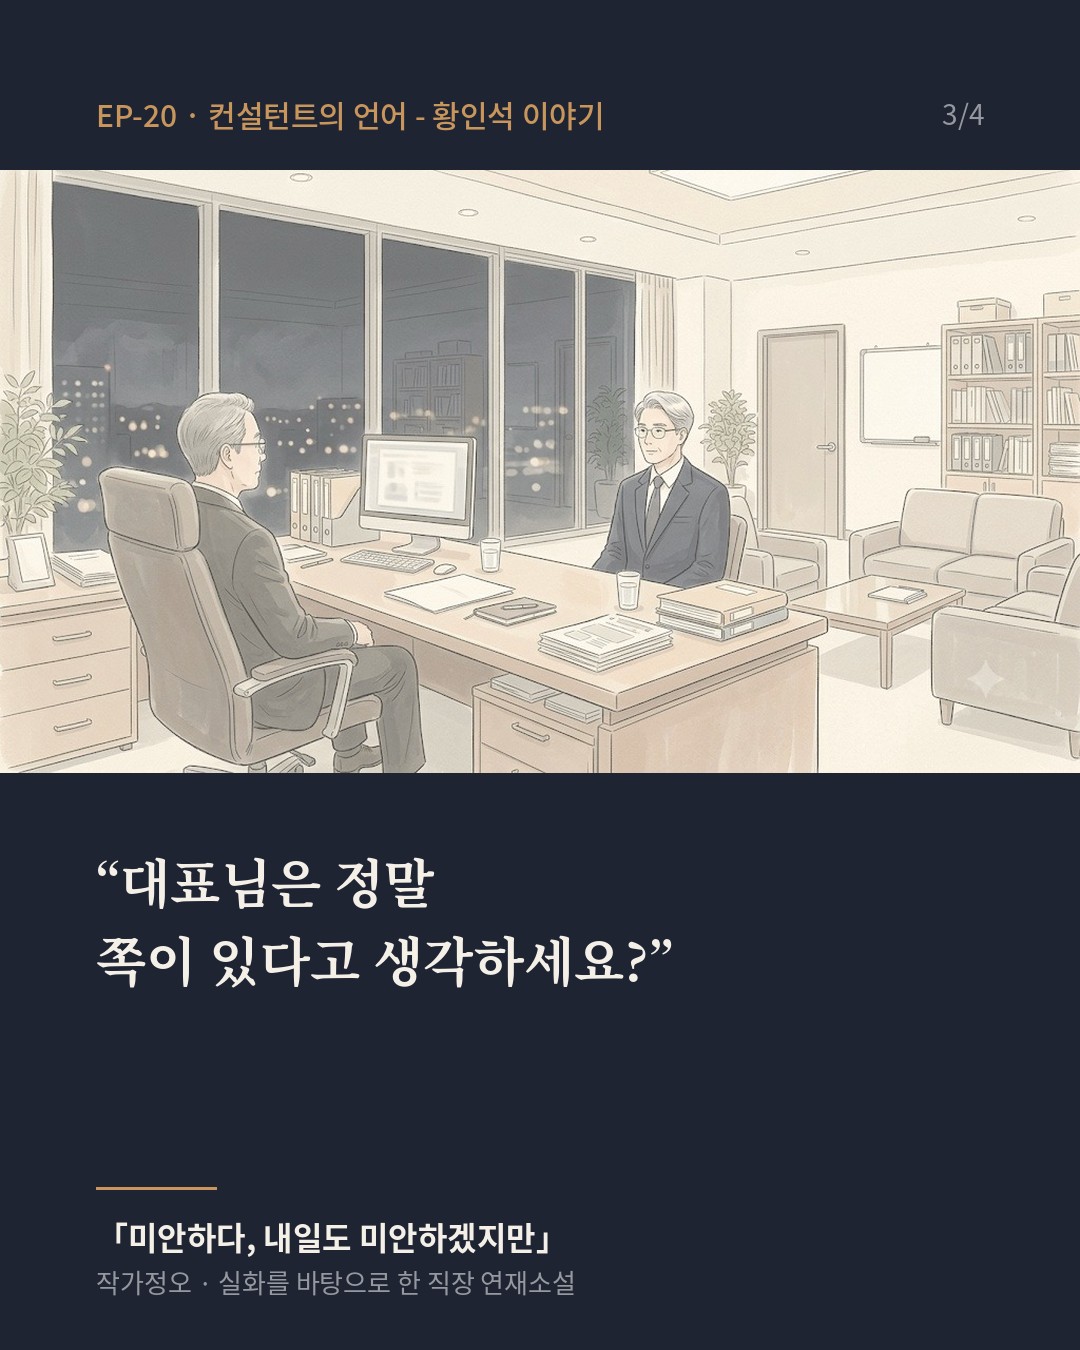 EP-20 · 컨설턴트의 언어 - 황인석 이야기
3/4
“대표님은 정말
쪽이 있다고 생각하세요?”
「미안하다, 내일도 미안하겠지만」
작가정오 · 실화를 바탕으로 한 직장 연재소설